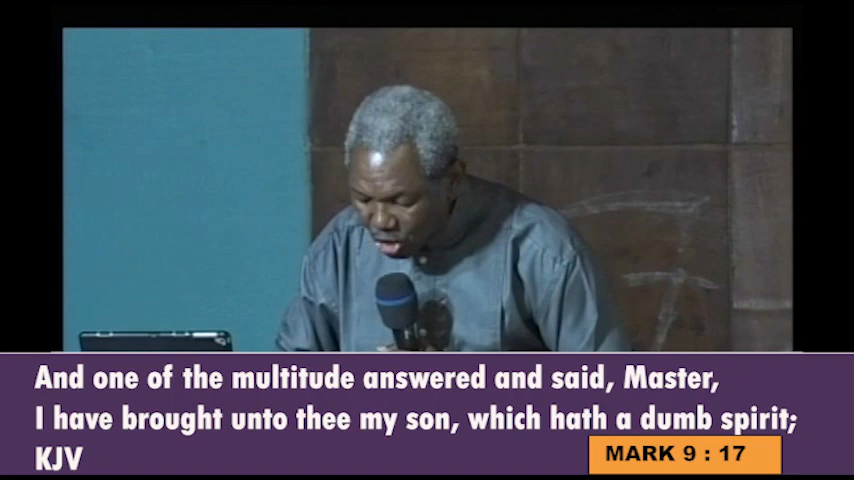 And one of the multitude answered and said, Master,
I have brought unto thee my son, which hath a dumb spirit;
KJV
MARK 9 : 17